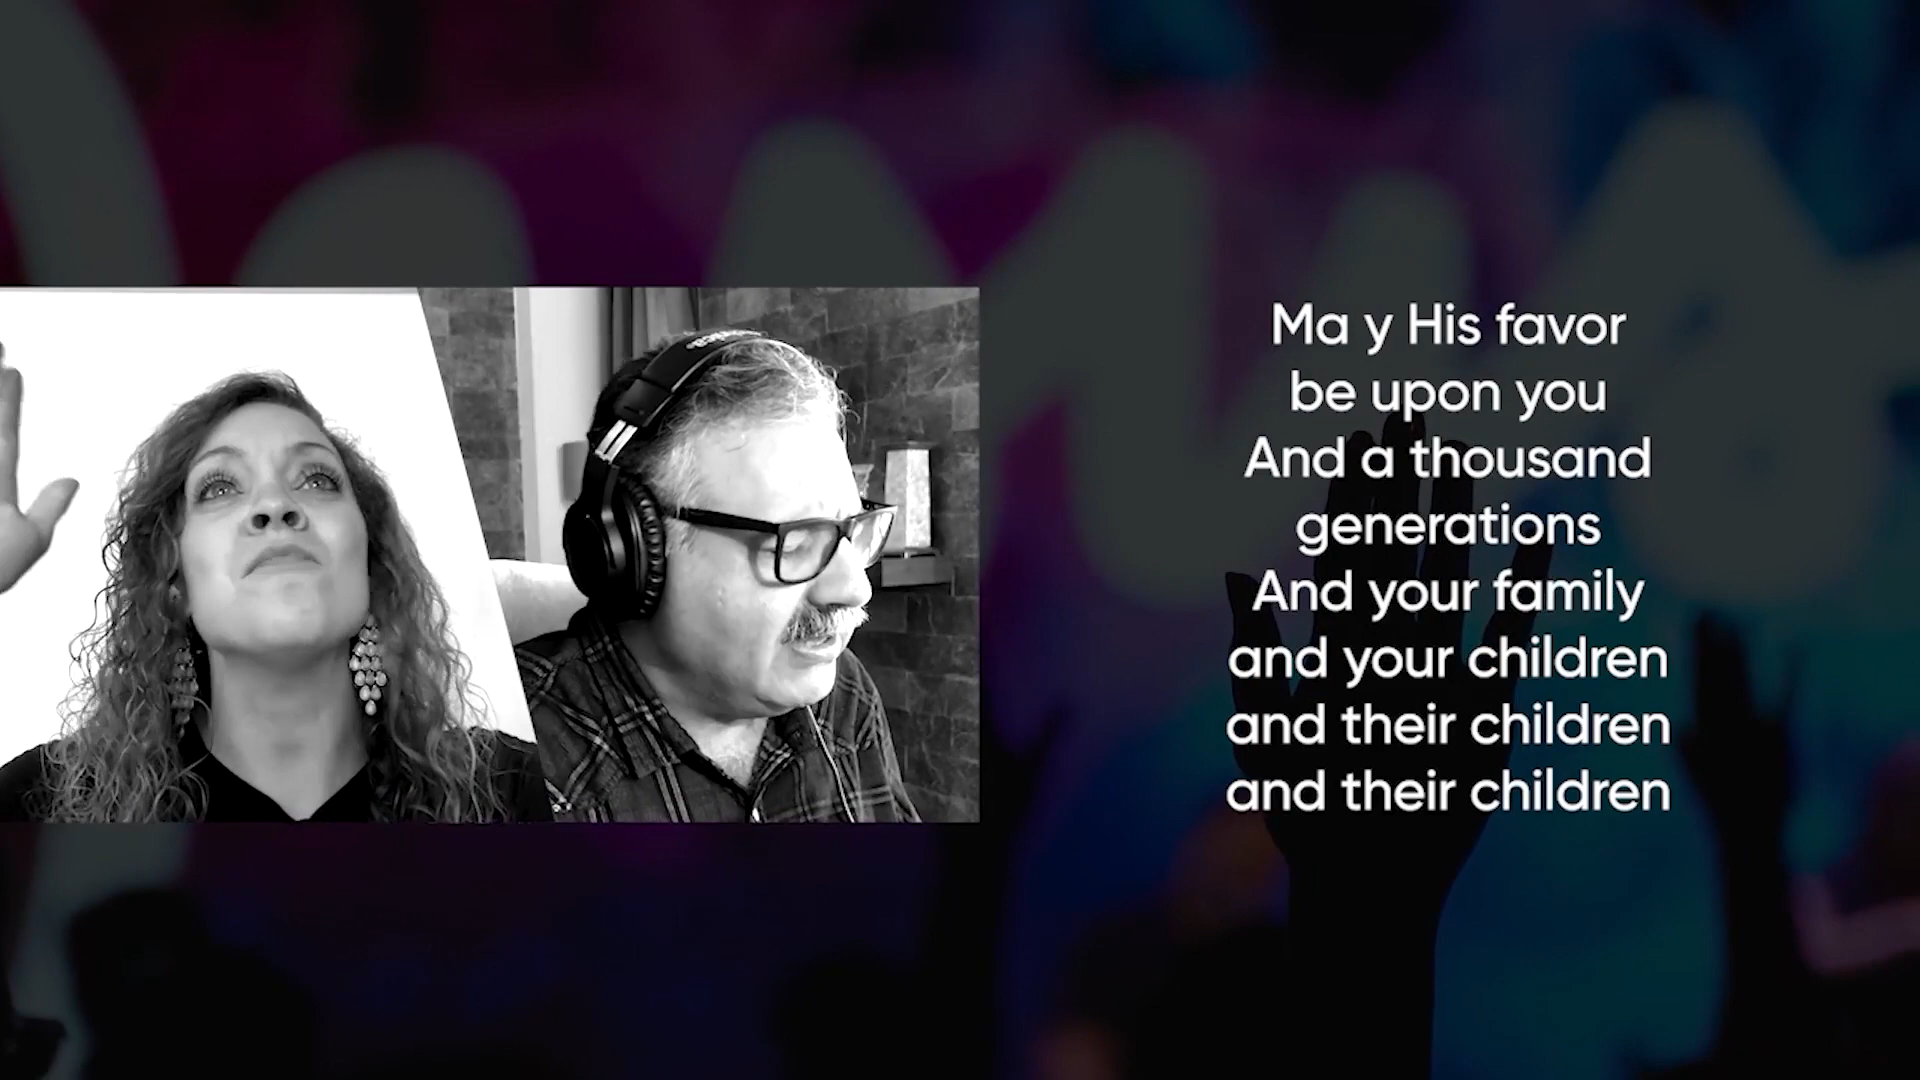 Ma y His favor
be upon you
And a thousand
generations
And your family
and your children
and their children
and their children